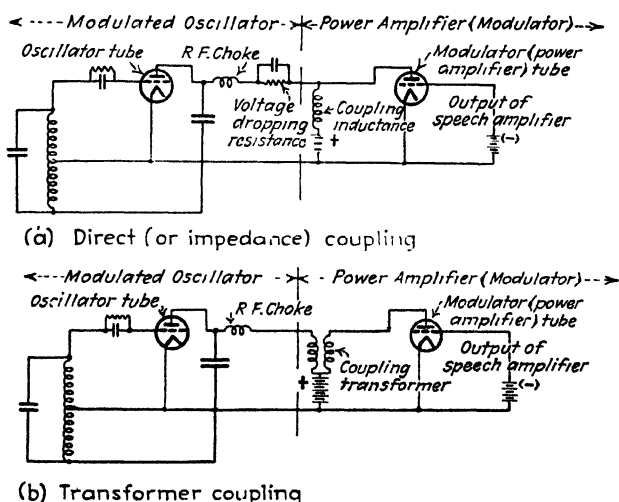 Modulated Oscillator
Power Amplifier (Modulator)
Oscillator tube
R F. Choke
Modulator (power
amplifier) tube
Voltage
dropping
resistance
Coupling
inductance
+
Output of
speech amplifier
(-)
(a) Direct (or impedance) coupling
Modulated Oscillator
Power Amplifier (Modulator)
Oscillator tube
R F. Choke
Modulator (power
amplifier) tube
+
Coupling
transformer
Output of
speech amplifier
(-)
(b) Transformer coupling